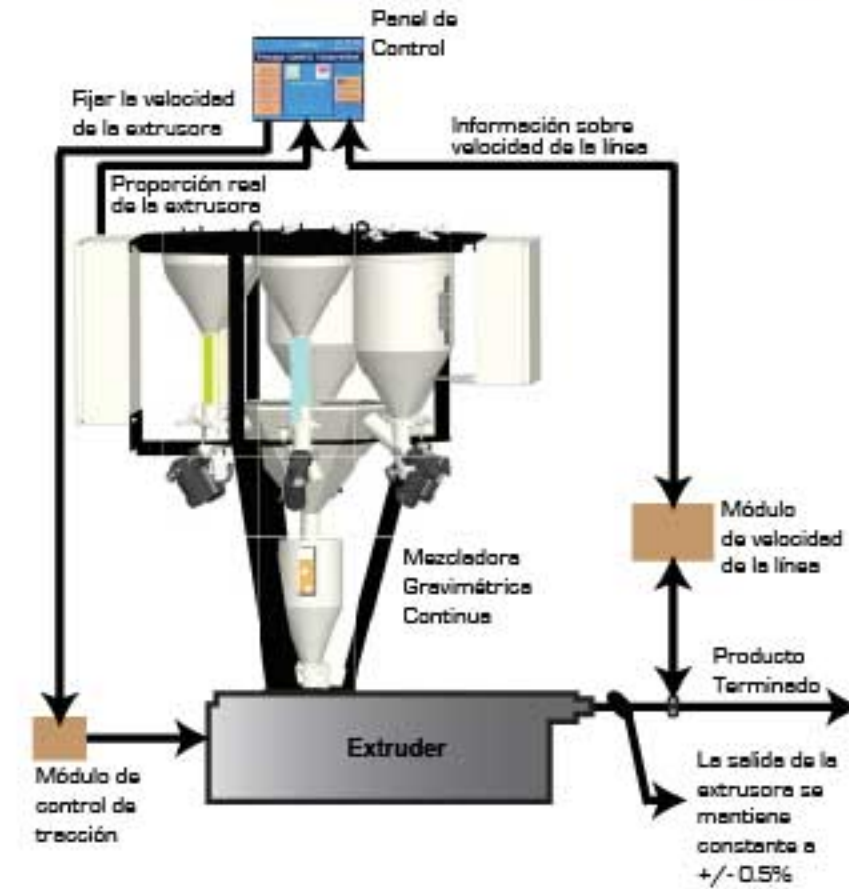 Panel de
Control
Fijar la velocidad
de la extrusora
Información sobre
velocidad de la línea
Proporción real
de la extrusora
Mezcladora
Gravimétrica
Continua
Módulo
de velocidad
de la línea
Producto
Terminado
Extruder
Módulo de
control de
tracción
La salida de la
extrusora se
mantiene
constante a
+/- 0.5%